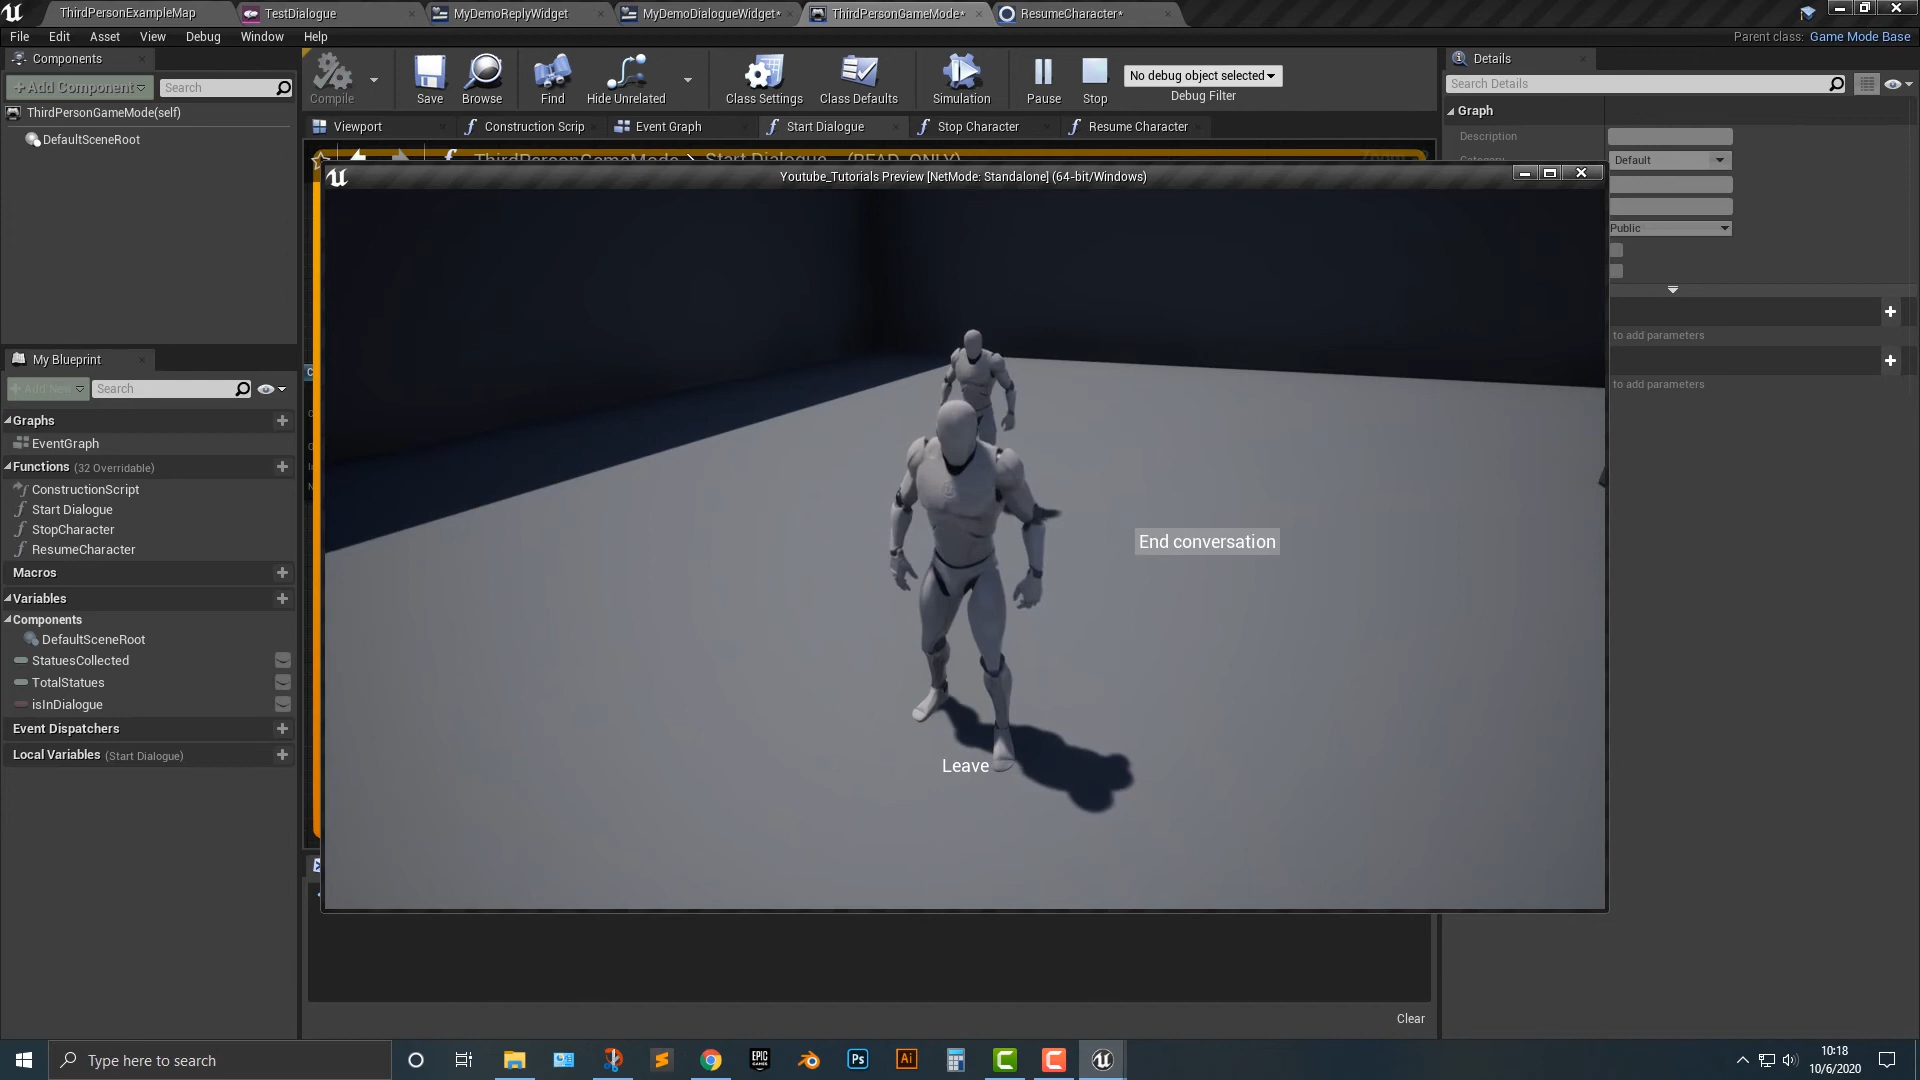 ThirdPersonExampleMap
TestDialogue
MyDemoReplyWidget
MyDemoDialogueWidget*
ThirdPersonGameMode*
ResumeCharacter*
File Edit Asset View Debug Window Help
Parent class: Game Mode Base
Components
+Add Component
Search
ThirdPersonGameMode(self)
DefaultSceneRoot
Compile
Save
Browse
Find
Hide Unrelated
Class Settings
Class Defaults
Simulation
Pause
Stop
No debug object selected
Debug Filter
Viewport
Construction Scrip
Event Graph
Start Dialogue
Stop Character
Resume Character
ThirdPersonGameMode > Start Dialogue (READ_ONLY)
Youtube_Tutorials Preview [NetMode: Standalone] (64-bit/Windows)
End conversation
Leave
My Blueprint
+Add New
Search
Graphs
EventGraph
Functions (32 Overridable)
ConstructionScript
Start Dialogue
StopCharacter
ResumeCharacter
Macros
Variables
Components
DefaultSceneRoot
StatuesCollected
TotalStatues
isInDialogue
Event Dispatchers
Local Variables (Start Dialogue)
Details
Search Details
Graph
Description
Category
Default
Public
to add parameters
to add parameters
Clear
Type here to search
EPIC GAMES
Ps
Ai
10:18
10/6/2020